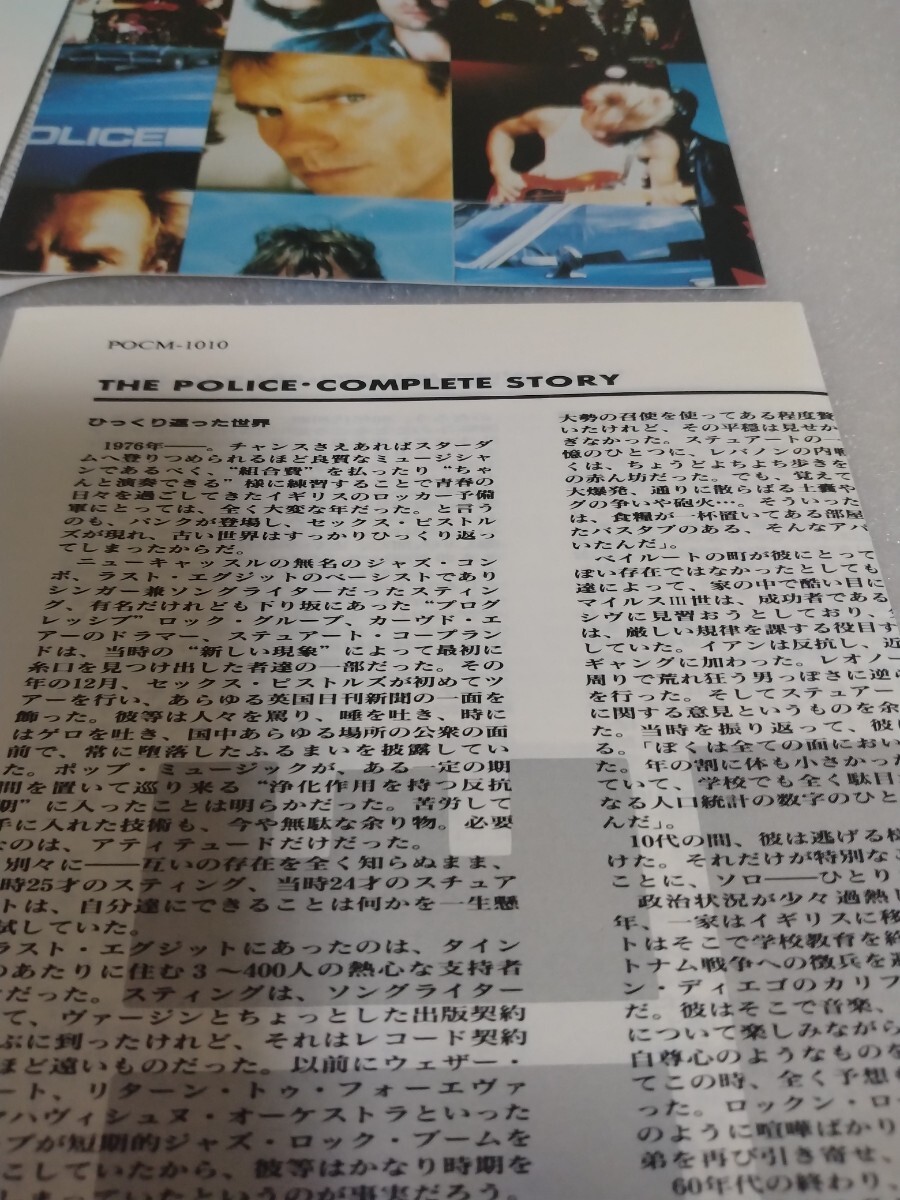 OLICE
POCM-1010
THE POLICE・COMPLETE STORY
ひっくり返った世界
1976年――。チャンスさえあればスターダ
ムへ登りつめられるほど良質なミュージシャ
ンであるべく、“組合費”を払ったり“ちゃ
んと演奏できる”様に練習することで青春の
日々を過ごしてきたイギリスのロッカー予備
軍にとっては、全く大変な年だった。と言う
のも、パンクが登場し、セックス・ピストル
ズが現れ、古い世界はすっかりひっくり返っ
てしまったからだ。
ニューキャッスルの無名のジャズ・コン
ボ、ラスト・エグジットのベーシストであり
シンガー兼ソングライターだったスティン
グ、有名だけれども下り坂にあった“プログ
レッシブ”ロック・グループ、カーヴド・エ
アーのドラマー、ステュアート・コープラン
ドは、当時の“新しい現象”によって最初に
糸口を見つけ出した者達の一部だった。その
年の12月、セックス・ピストルズが初めてツ
アーを行い、あらゆる英国日刊新聞の一面を
飾った。彼等は人々を罵り、唾を吐き、時に
はゲロを吐き、国中あらゆる場所の公衆の面
前で、常に堕落したふるまいを披露してい
た。ポップ・ミュージックが、ある一定の期
間を置いて巡り来る“浄化作用を持つ反抗
期”に入ったことは明らかだった。苦労して
手に入れた技術も、今や無駄な余り物。必要
なのは、アティテュードだけだった。
別々に――互いの存在を全く知らぬまま、
時25才のスティング、当時24才のスチュア
トは、自分達にできることは何かを一生懸
試していた。
ラスト・エグジットにあったのは、タイン
のあたりに住む3～400人の熱心な支持者
だった。スティングは、ソングライター
て、ヴァージンとちょっとした出版契約
ぶに到ったけれど、それはレコード契約
ほど遠いものだった。以前にウェザー・
ート、リターン・トゥ・フォーエヴァ
マハヴィシュヌ・オーケストラといった
プが短期的ジャズ・ロック・ブームを
こしていたから、彼等はかなり時期を
まっていたというのが事実だろう。
大勢の召使を使ってある程度贅
いたけれど、その平穏は見せか
ぎなかった。ステュアートの一
憶のひとつに、レバノンの内戦
くは、ちょうどよちよち歩きを
の赤ん坊だった。でも、覚えて
大爆発、通りに散らばる土嚢や
グの争いや砲火…。そういった
は、食糧が一杯置いてある部屋
たバスタブのある、そんなアパ
いたんだ」。
ベイルートの町が彼にとって
ぽい存在ではなかったとしても
達によって、家の中で酷い目に
マイルスIII世は、成功者である
シヴに見習おうとしており、
は、厳しい規律を課する役目す
していた。イアンは反抗し、近
ギャングに加わった。レオノー
周りで荒れ狂う男っぽさに逆ら
を行った。そしてステュアー
に関する意見というものを余
た。当時を振り返って、彼は
る。「ぼくは全ての面におい
た。年の割に体も小さかった
ていて、学校でも全く駄目
なる人口統計の数字のひと
んだ」。
10代の間、彼は逃げる様
けた。それだけが特別なこ
ことに、ソロ――ひとり
政治状況が少々過熱し
年、一家はイギリスに移
トはそこで学校教育を終
トナム戦争への徴兵を避
ン・ディエゴのカリフ
だ。彼はそこで音楽、
について楽しみながら
自尊心のようなものを
てこの時、全く予想
った。ロックン・ロー
のように喧嘩ばかり
弟を再び引き寄せ、
60年代の終わり、